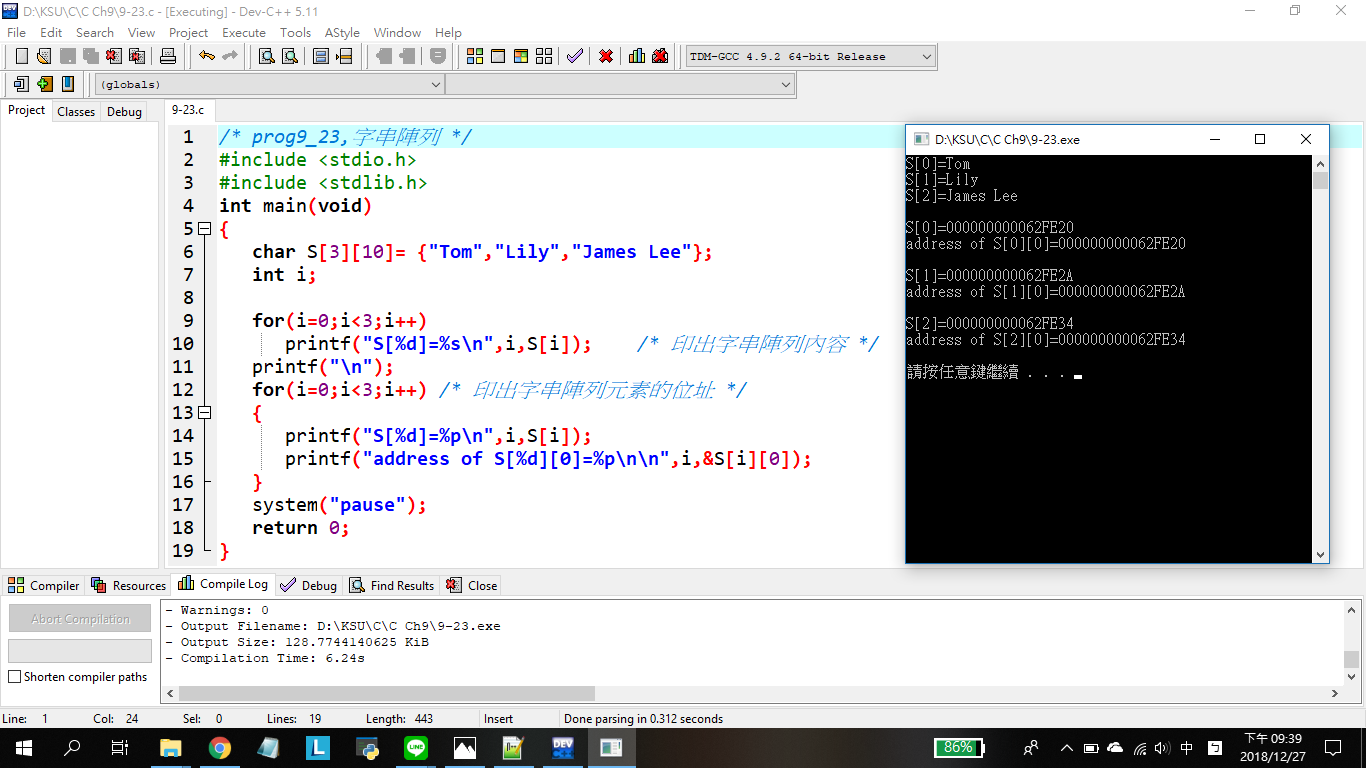 D:\KSU\C\C Ch9\9-23.c - [Executing] - Dev-C++ 5.11
File Edit Search View Project Execute Tools AStyle Window Help
TDM-GCC 4.9.2 64-bit Release
(globals)
Project Classes Debug
9-23.c
1 /* prog9_23,字串陣列 */
2 #include <stdio.h>
3 #include <stdlib.h>
4 int main(void)
5 {
6 char S[3][10]= {"Tom","Lily","James Lee"};
7 int i;
8
9 for(i=0;i<3;i++)
10 printf("S[%d]=%s\n",i,S[i]); /* 印出字串陣列內容 */
11 printf("\n");
12 for(i=0;i<3;i++) /* 印出字串陣列元素的位址 */
13 {
14 printf("S[%d]=%p\n",i,S[i]);
15 printf("address of S[%d][0]=%p\n\n",i,&S[i][0]);
16 }
17 system("pause");
18 return 0;
19 }
D:\KSU\C\C Ch9\9-23.exe
S[0]=Tom
S[1]=Lily
S[2]=James Lee
S[0]=000000000062FE20
address of S[0][0]=000000000062FE20
S[1]=000000000062FE2A
address of S[1][0]=000000000062FE2A
S[2]=000000000062FE34
address of S[2][0]=000000000062FE34
請按任意鍵繼續 . . .
Compiler Resources Compile Log Debug Find Results Close
Abort Compilation
Shorten compiler paths
- Warnings: 0
- Output Filename: D:\KSU\C\C Ch9\9-23.exe
- Output Size: 128.7744140625 KiB
- Compilation Time: 6.24s
Line: 1 Col: 24 Sel: 0 Lines: 19 Length: 443 Insert Done parsing in 0.312 seconds
L
LINE
DEV
86%
中
ㄅ
下午 09:39
2018/12/27